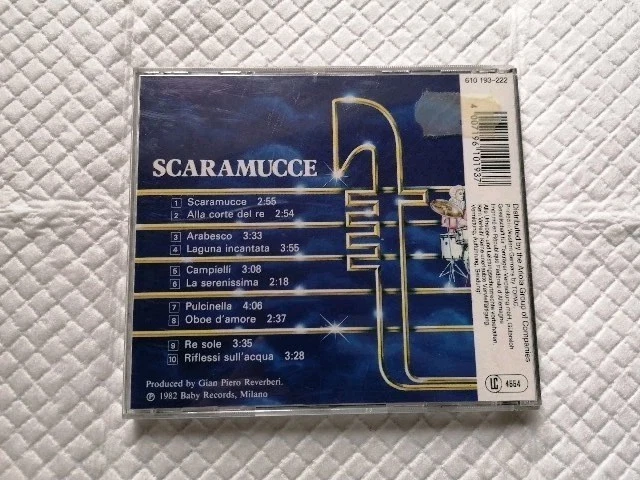 SCARAMUCCE
1 Scaramucce 2:55
2 Alla corte del re 2:54
3 Arabesco 3:33
4 Laguna incantata 3:55
5 Campielli 3:08
6 La serenissima 2:18
7 Pulcinella 4:06
8 Oboe d'amore 2:37
9 Re sole 3:35
10 Riflessi sull'acqua 3:28
Produced by Gian Piero Reverberi.
℗ 1982 Baby Records, Milano
610 193-222
Distributed by the Ariola Group of Companies
LC 4554